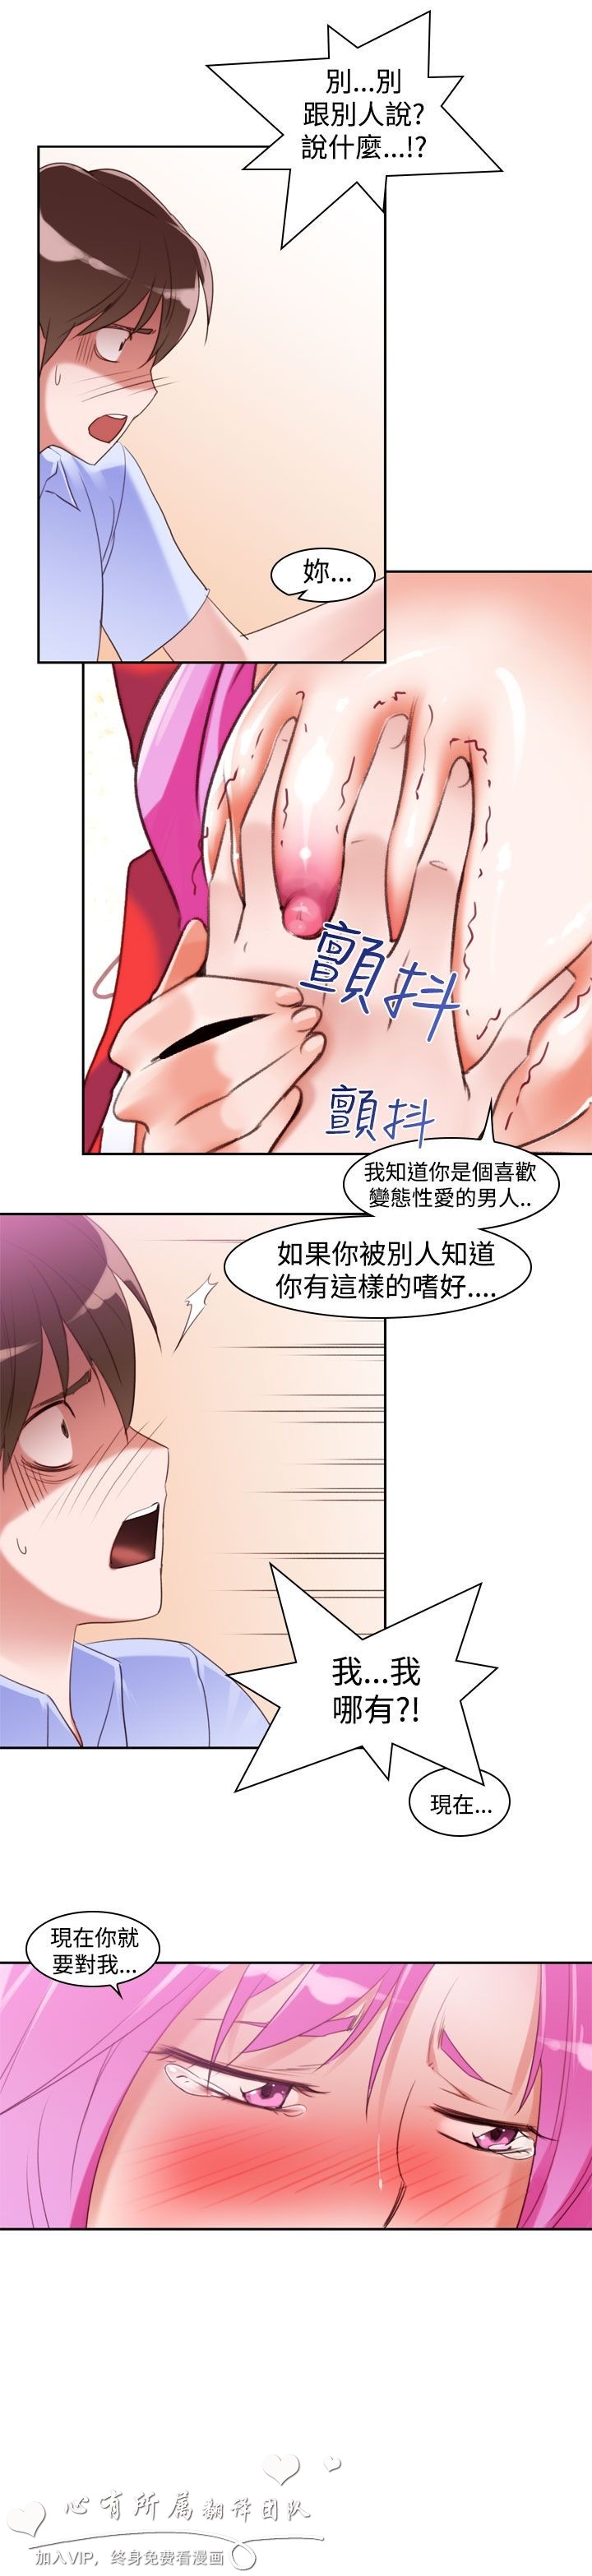 別...別
跟別人說?
說什麼...!?
妳...
顫抖
顫抖
我知道你是個喜歡
變態性愛的男人..
如果你被別人知道
你有這樣的嗜好....
我...我
哪有?!
現在...
現在你就
要對我...
心有所属翻译团队
加入VIP，终身免费看漫画